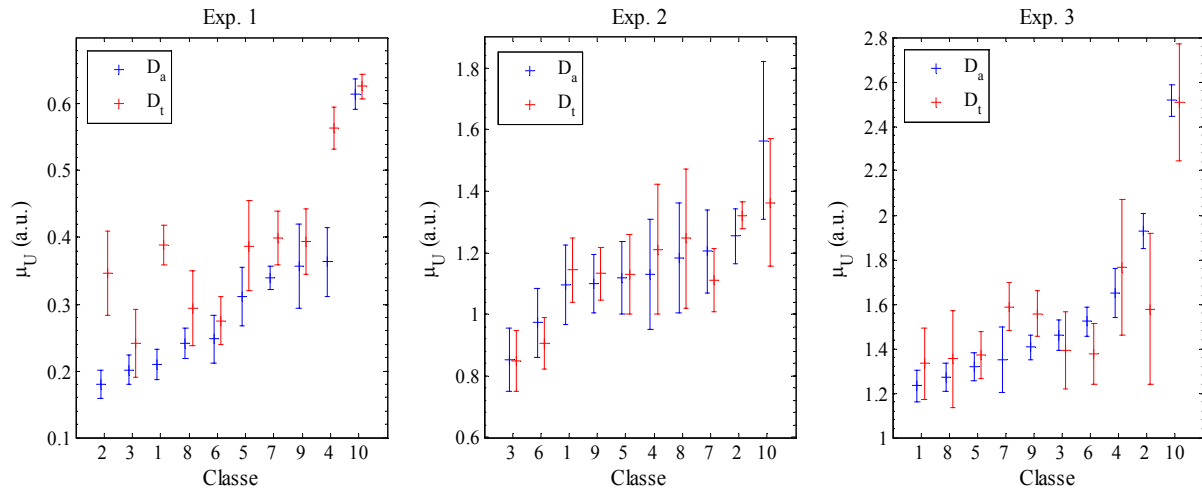 Exp. 1
D_a
D_t
μ_U (a.u.)
0.6
0.5
0.4
0.3
0.2
0.1
2 3 1 8 6 5 7 9 4 10
Classe
Exp. 2
D_a
D_t
μ_U (a.u.)
1.8
1.6
1.4
1.2
1
0.8
0.6
3 6 1 9 5 4 8 7 2 10
Classe
Exp. 3
D_a
D_t
μ_U (a.u.)
2.8
2.6
2.4
2.2
2
1.8
1.6
1.4
1.2
1
1 8 5 7 9 3 6 4 2 10
Classe